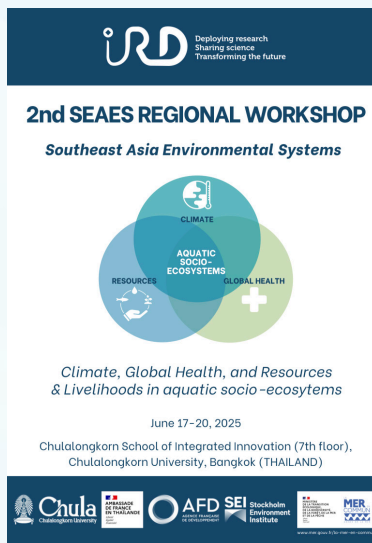 iRD
Deploying research
Sharing science
Transforming the future
2nd SEAES REGIONAL WORKSHOP
Southeast Asia Environmental Systems
CLIMATE
AQUATIC
SOCIO-
ECOSYSTEMS
RESOURCES
GLOBAL HEALTH
Climate, Global Health, and Resources
& Livelihoods in aquatic socio-ecosytems
June 17-20, 2025
Chulalongkorn School of Integrated Innovation (7th floor),
Chulalongkorn University, Bangkok (THAILAND)
Chula
Chulalongkorn University
AMBASSADE
DE FRANCE
EN THAÏLANDE
AFD
AGENCE FRANÇAISE
DE DÉVELOPPEMENT
SEI
Stockholm
Environment
Institute
MER
COMMUN